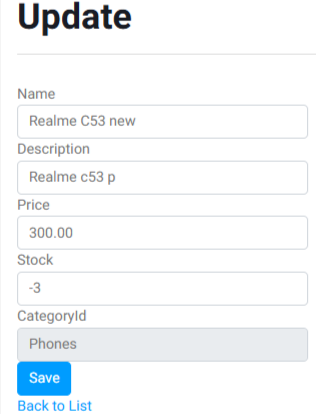 Update
Name
Realme C53 new
Description
Realme c53 p
Price
300.00
Stock
-3
CategoryId
Phones
Save
Back to List